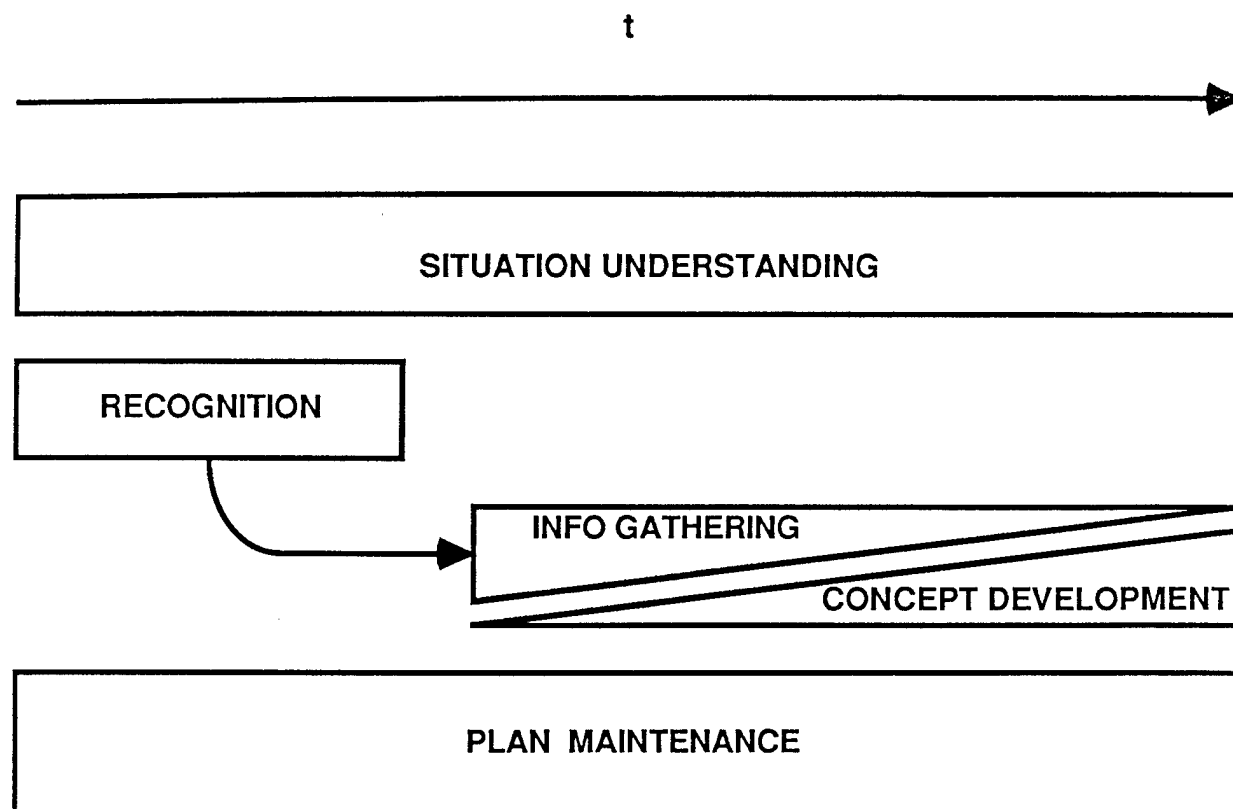 t
SITUATION UNDERSTANDING
RECOGNITION
INFO GATHERING
CONCEPT DEVELOPMENT
PLAN MAINTENANCE